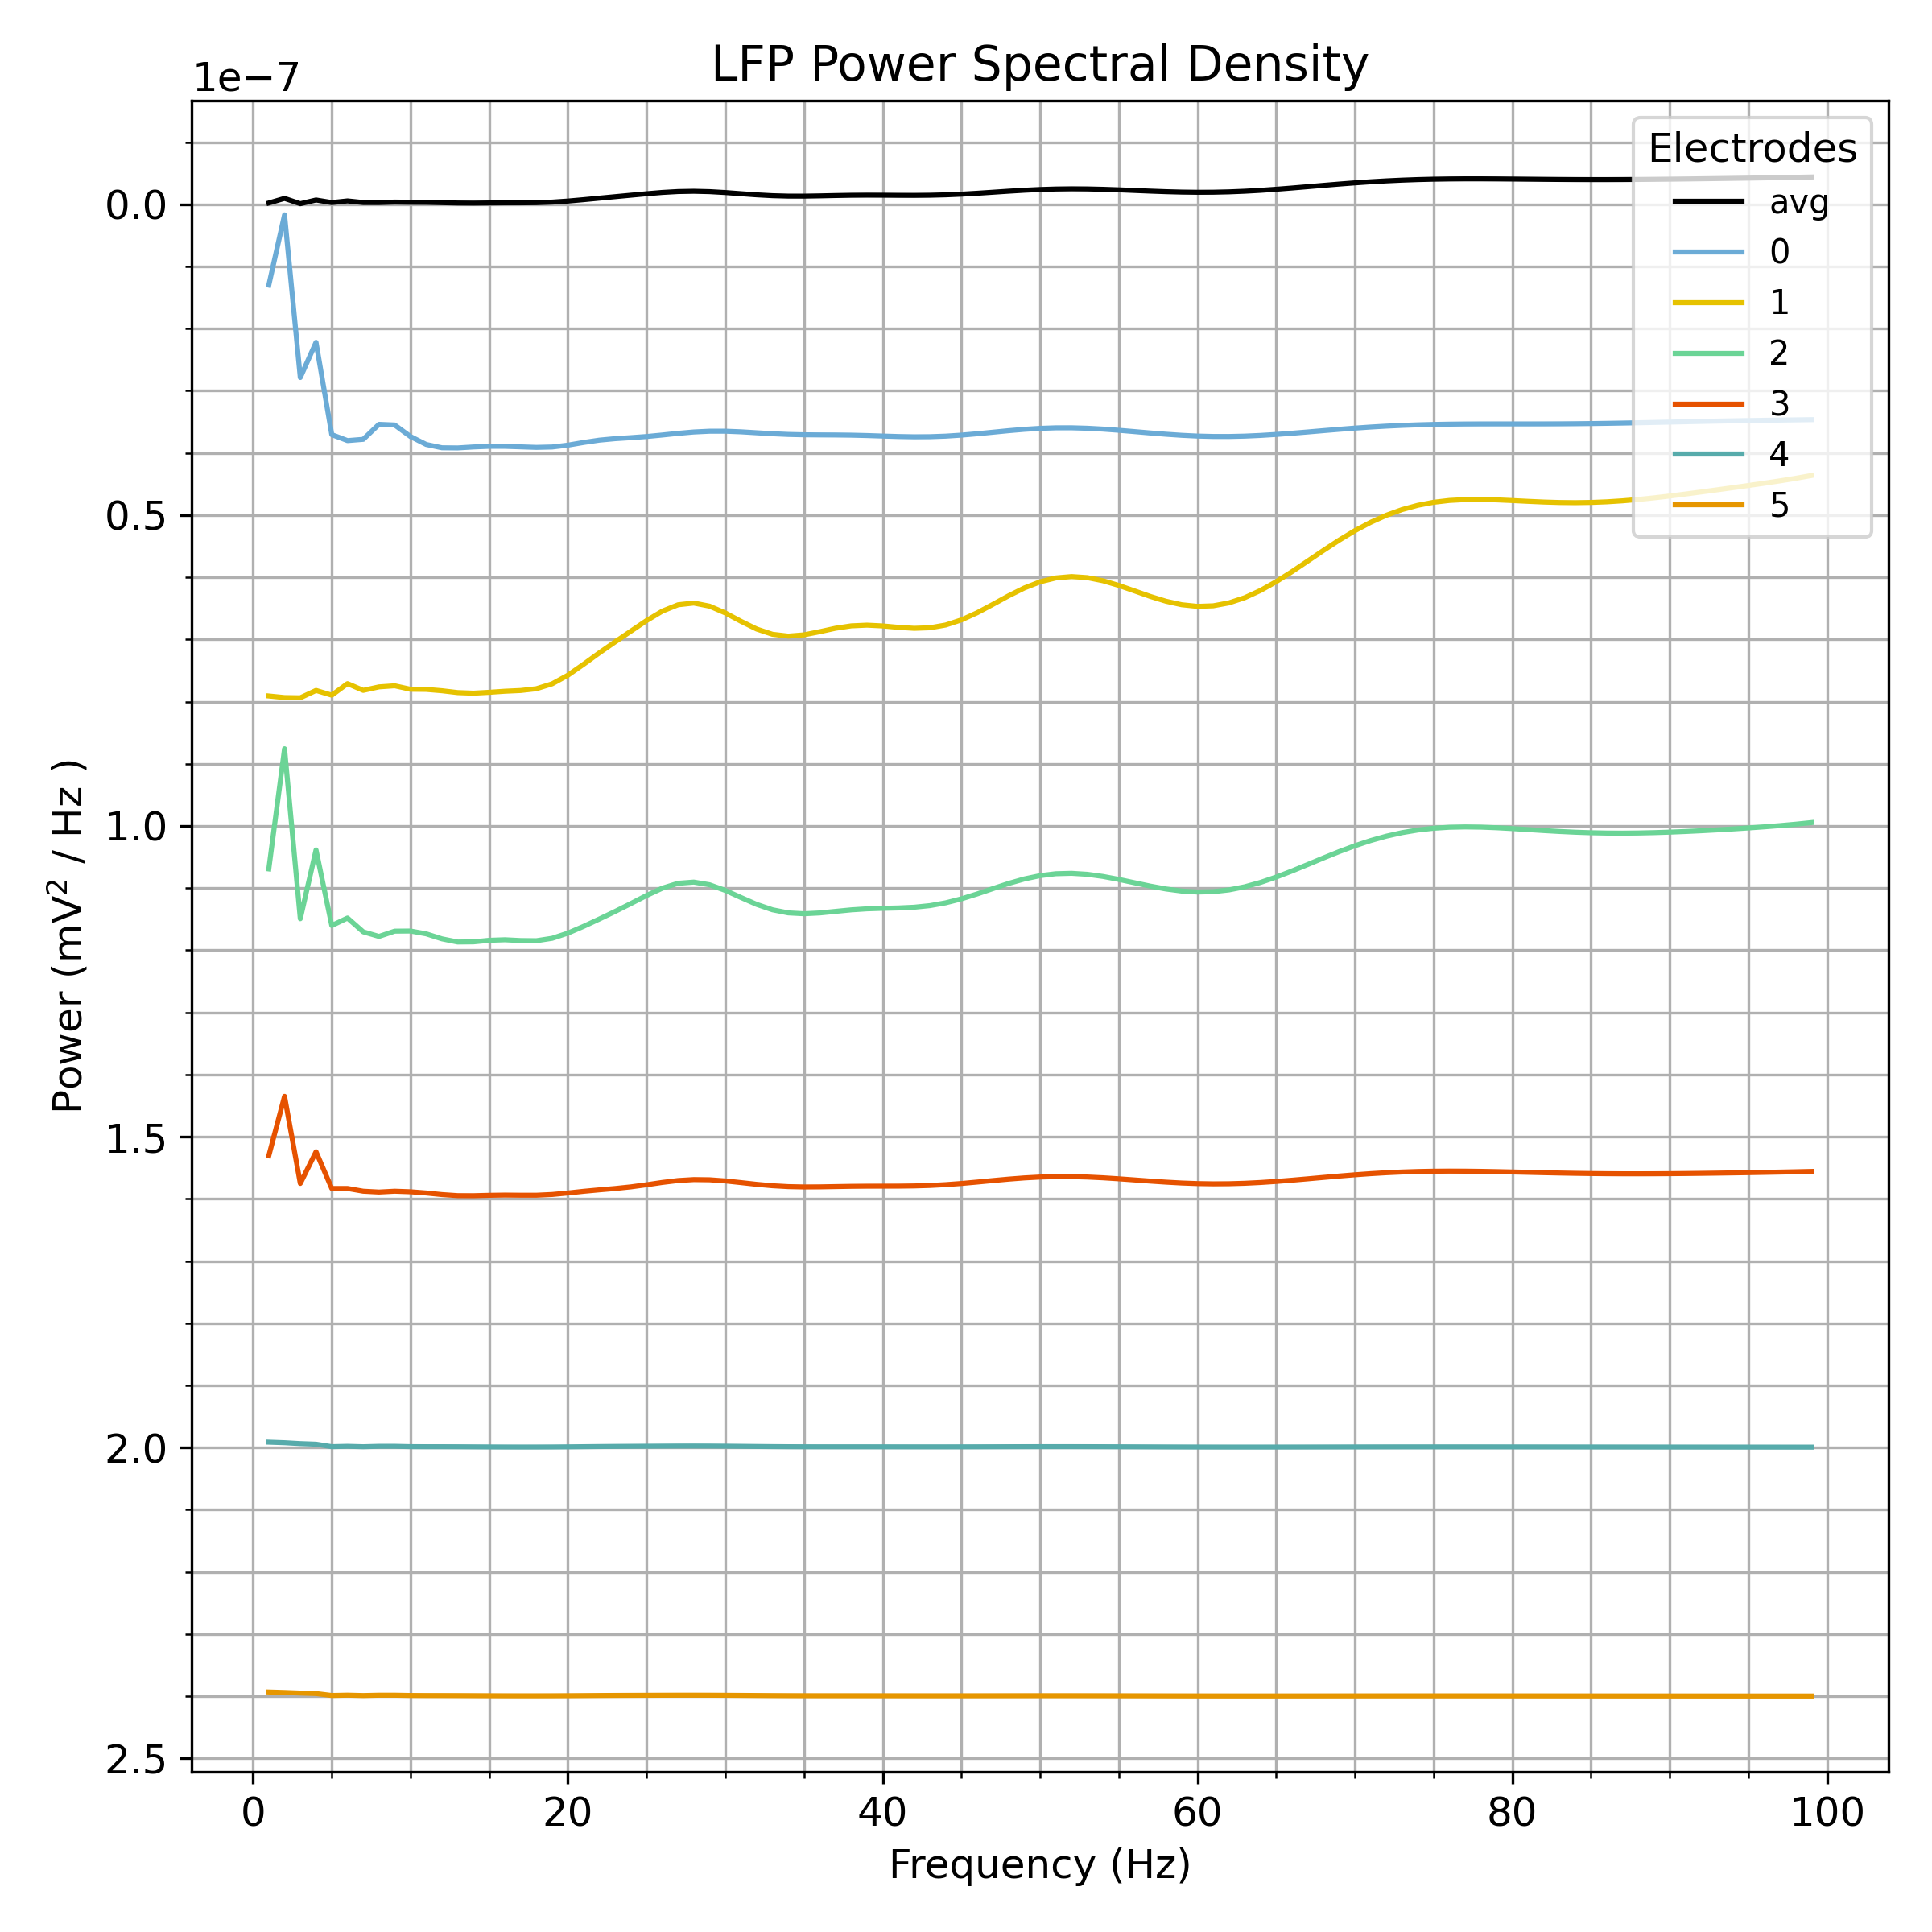 LFP Power Spectral Density
1e−7
0.0
0.5
1.0
1.5
2.0
2.5
Power (mV² / Hz )
0 20 40 60 80 100
Frequency (Hz)
Electrodes
avg
0
1
2
3
4
5